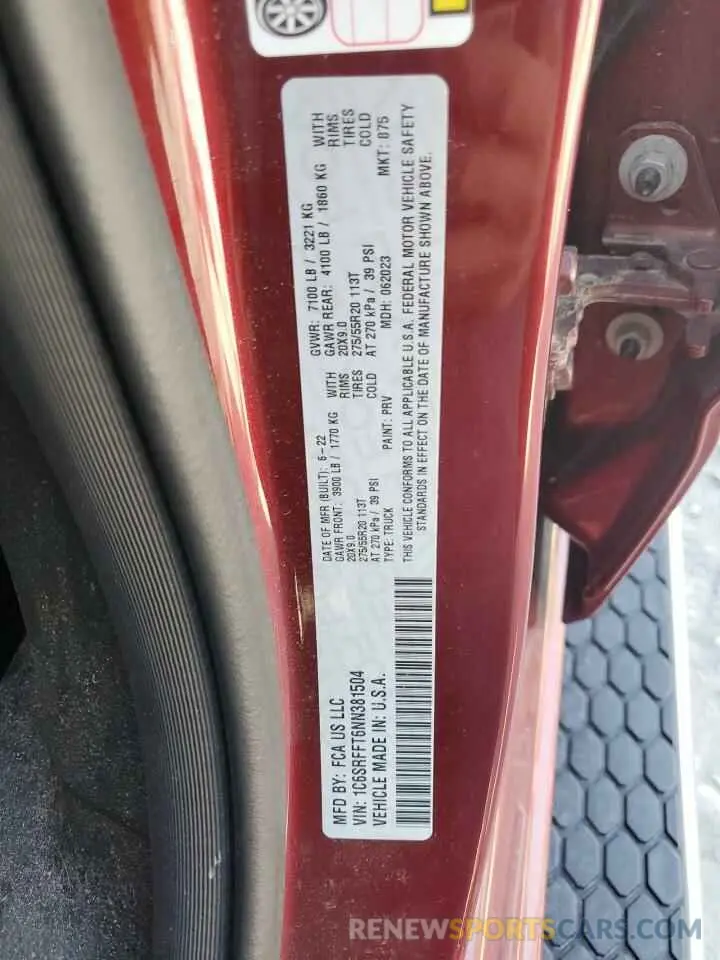 MFD BY: FCA US LLC
VIN: 1C6SRFFT6NN381504
VEHICLE MADE IN: U.S.A.
DATE OF MFR (BUILT): 6-22
GAWR FRONT: 3900 LB / 1770 KG WITH
20X9.0 RIMS
275/55R20 113T TIRES
AT 270 kPa / 39 PSI COLD
TYPE: TRUCK PAINT: PRV
GVWR: 7100 LB / 3221 KG
GAWR REAR: 4100 LB / 1860 KG WITH
20X9.0 RIMS
275/55R20 113T TIRES
AT 270 kPa / 39 PSI COLD
MDH: 062023 MKT: 875
THIS VEHICLE CONFORMS TO ALL APPLICABLE U.S.A. FEDERAL MOTOR VEHICLE SAFETY
STANDARDS IN EFFECT ON THE DATE OF MANUFACTURE SHOWN ABOVE.
RENEWSPORTSCARS.COM